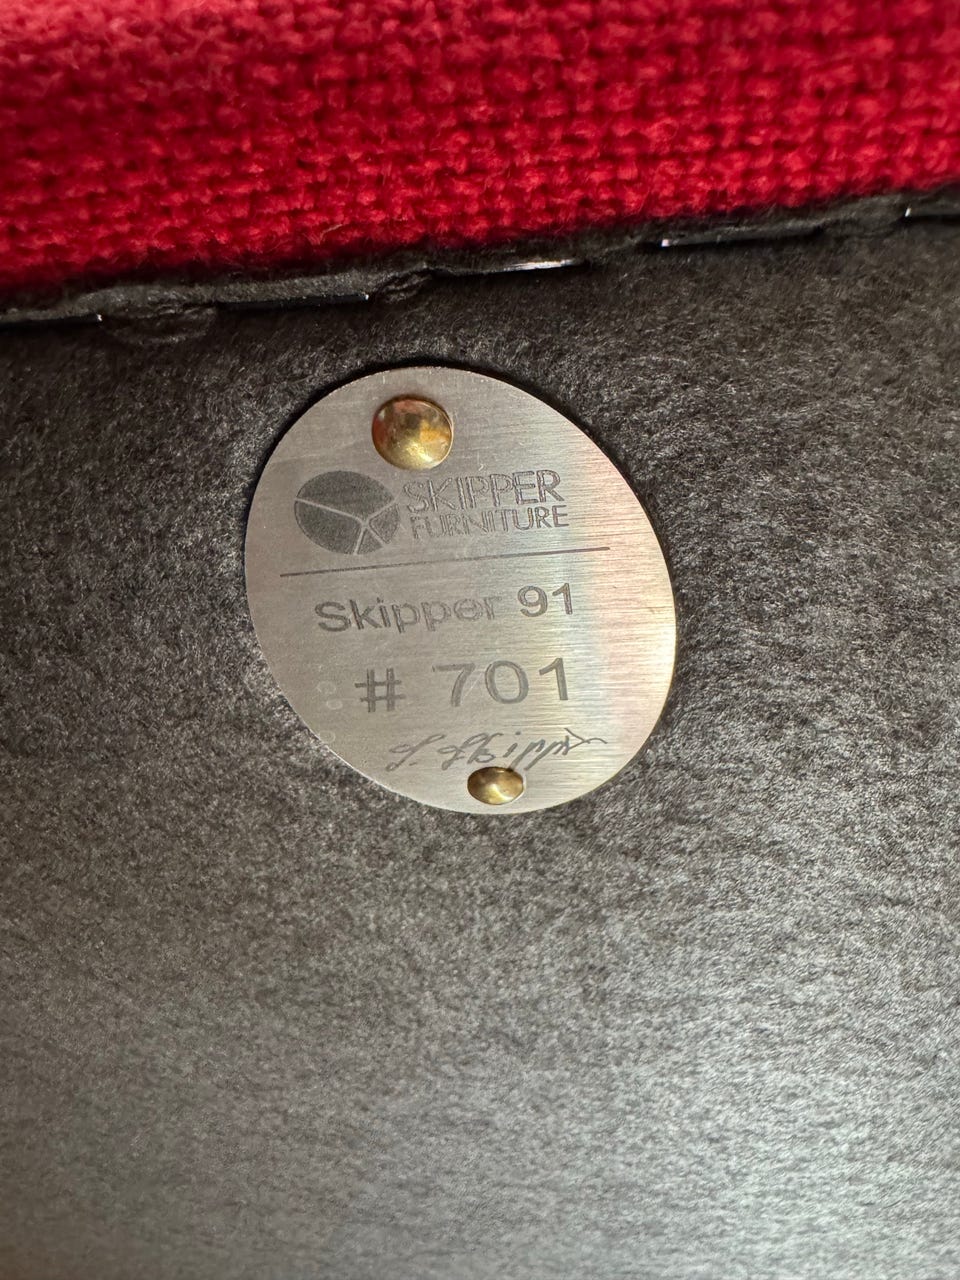 SKIPPER
FURNITURE
Skipper 91
# 701